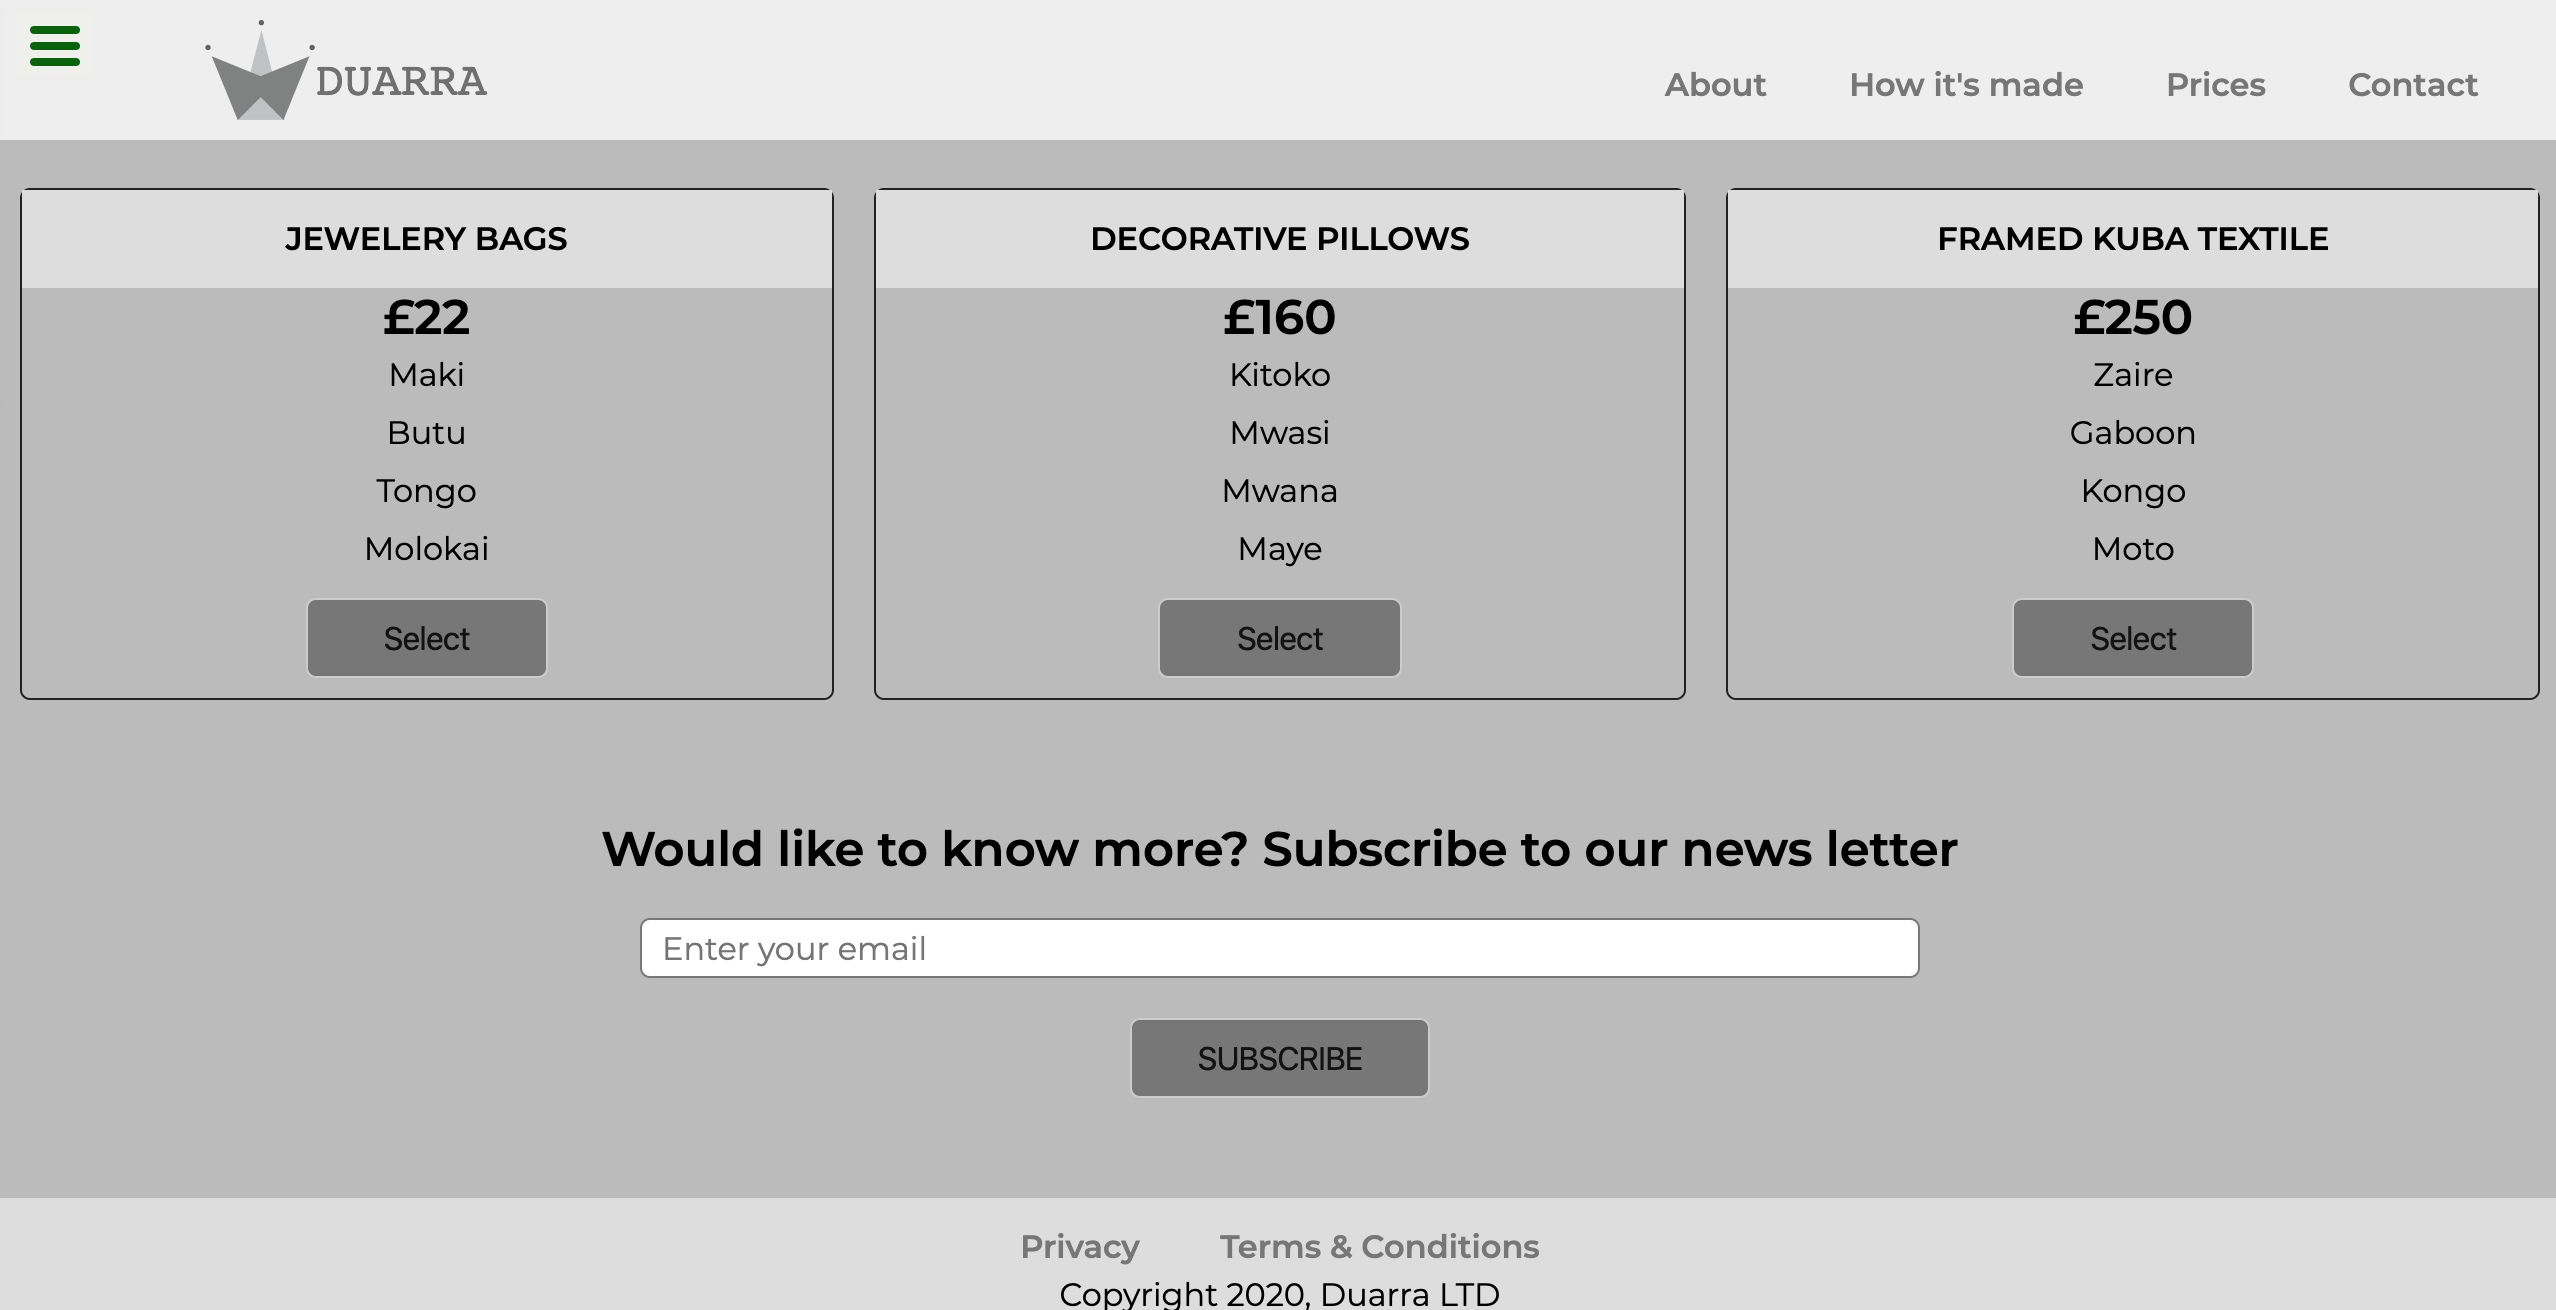 DUARRA
About How it's made Prices Contact
JEWELERY BAGS
£22
Maki
Butu
Tongo
Molokai
Select
DECORATIVE PILLOWS
£160
Kitoko
Mwasi
Mwana
Maye
Select
FRAMED KUBA TEXTILE
£250
Zaire
Gaboon
Kongo
Moto
Select
Would like to know more? Subscribe to our news letter
Enter your email
SUBSCRIBE
Privacy Terms & Conditions
Copyright 2020, Duarra LTD